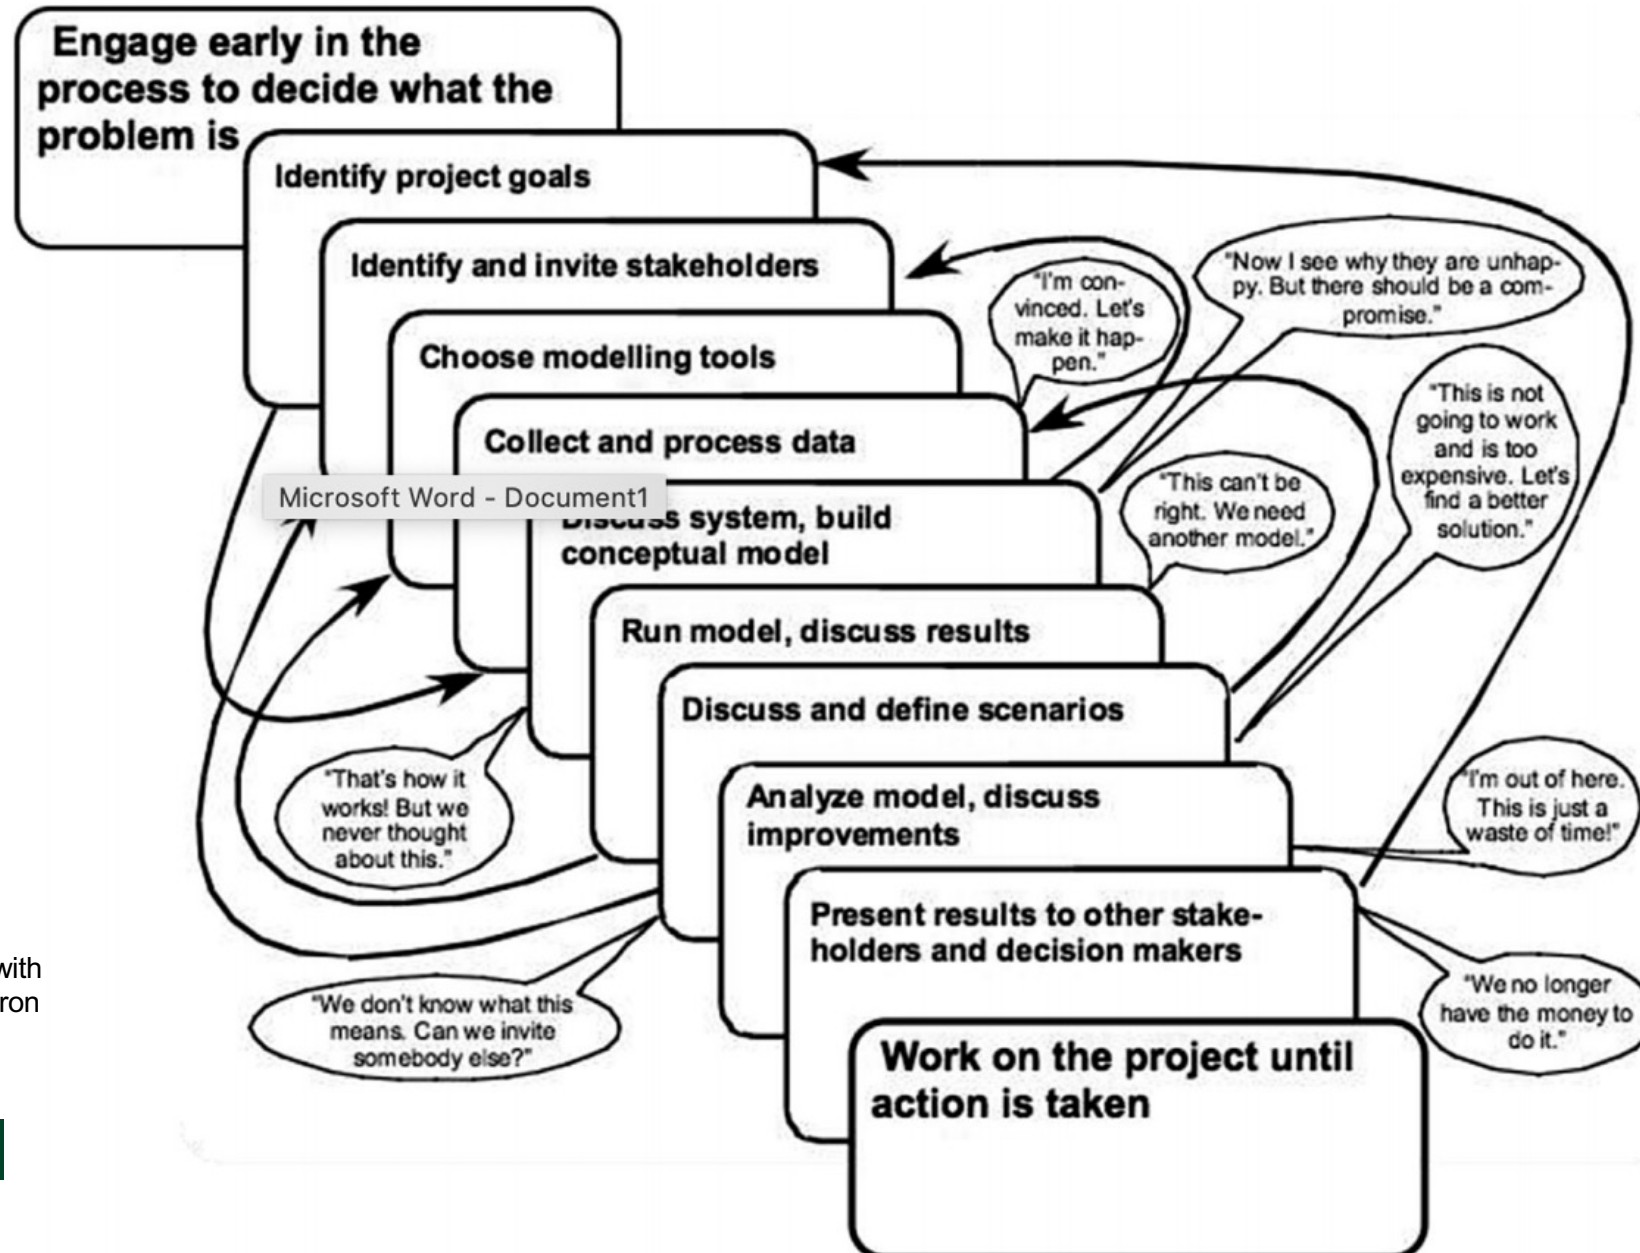 Engage early in the
process to decide what the
problem is
Identify project goals
Identify and invite stakeholders
"I'm con-
vinced. Let's
make it hap-
pen."
"Now I see why they are unhap-
py. But there should be a com-
promise."
Choose modelling tools
"This is not
going to work
and is too
expensive. Let's
find a better
solution."
Collect and process data
Microsoft Word - Document1
"This can't be
right. We need
another model."
Discuss system, build
conceptual model
Run model, discuss results
Discuss and define scenarios
"That's how it
works! But we
never thought
about this."
Analyze model, discuss
improvements
"I'm out of here.
This is just a
waste of time!"
Present results to other stake-
holders and decision makers
with
ron
"We don't know what this
means. Can we invite
somebody else?"
"We no longer
have the money to
do it."
Work on the project until
action is taken